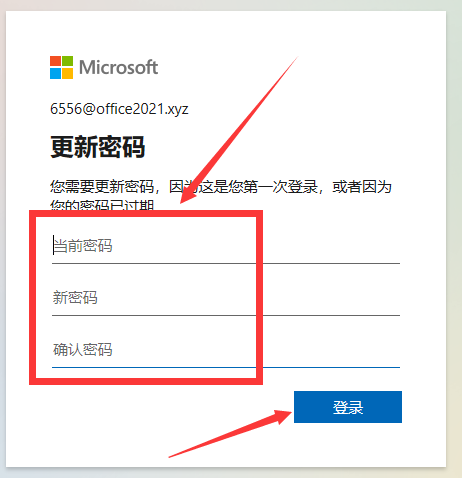 Microsoft
6556@office2021.xyz
更新密码
您需要更新密码，因为这是您第一次登录，或者因为
您的密码已过期
当前密码
新密码
确认密码
登录